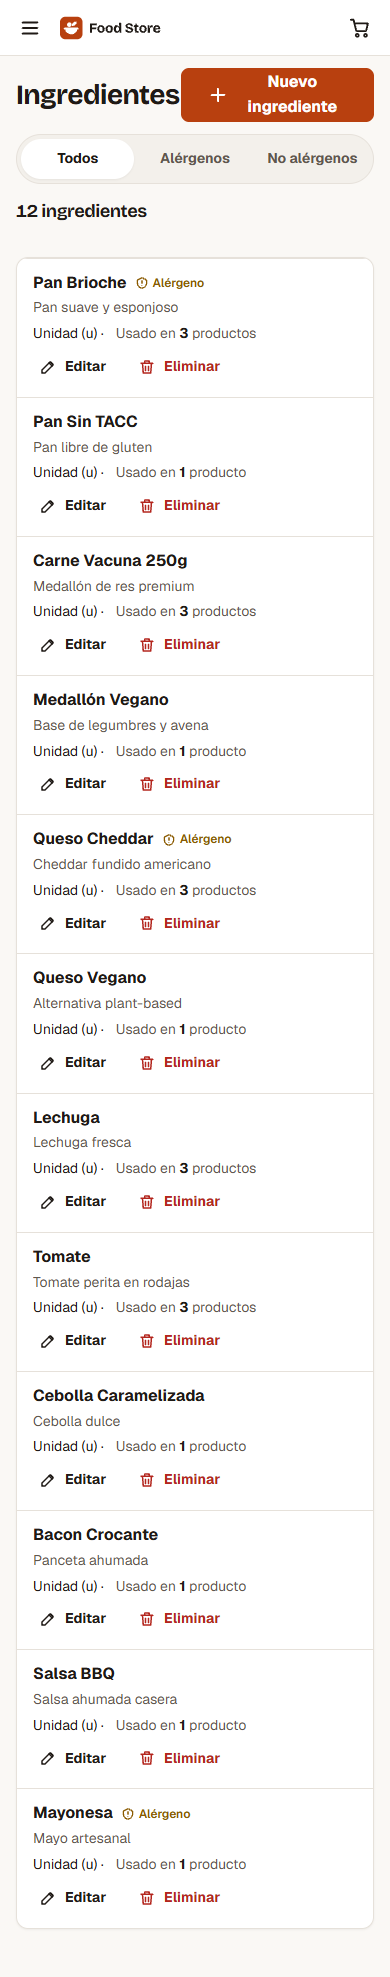 Food Store
Ingredientes
Nuevo
ingrediente
Todos
Alérgenos
No alérgenos
12 ingredientes
Pan Brioche Alérgeno
Pan suave y esponjoso
Unidad (u) · Usado en 3 productos
Editar Eliminar
Pan Sin TACC
Pan libre de gluten
Unidad (u) · Usado en 1 producto
Editar Eliminar
Carne Vacuna 250g
Medallón de res premium
Unidad (u) · Usado en 3 productos
Editar Eliminar
Medallón Vegano
Base de legumbres y avena
Unidad (u) · Usado en 1 producto
Editar Eliminar
Queso Cheddar Alérgeno
Cheddar fundido americano
Unidad (u) · Usado en 3 productos
Editar Eliminar
Queso Vegano
Alternativa plant-based
Unidad (u) · Usado en 1 producto
Editar Eliminar
Lechuga
Lechuga fresca
Unidad (u) · Usado en 3 productos
Editar Eliminar
Tomate
Tomate perita en rodajas
Unidad (u) · Usado en 3 productos
Editar Eliminar
Cebolla Caramelizada
Cebolla dulce
Unidad (u) · Usado en 1 producto
Editar Eliminar
Bacon Crocante
Panceta ahumada
Unidad (u) · Usado en 1 producto
Editar Eliminar
Salsa BBQ
Salsa ahumada casera
Unidad (u) · Usado en 1 producto
Editar Eliminar
Mayonesa Alérgeno
Mayo artesanal
Unidad (u) · Usado en 1 producto
Editar Eliminar